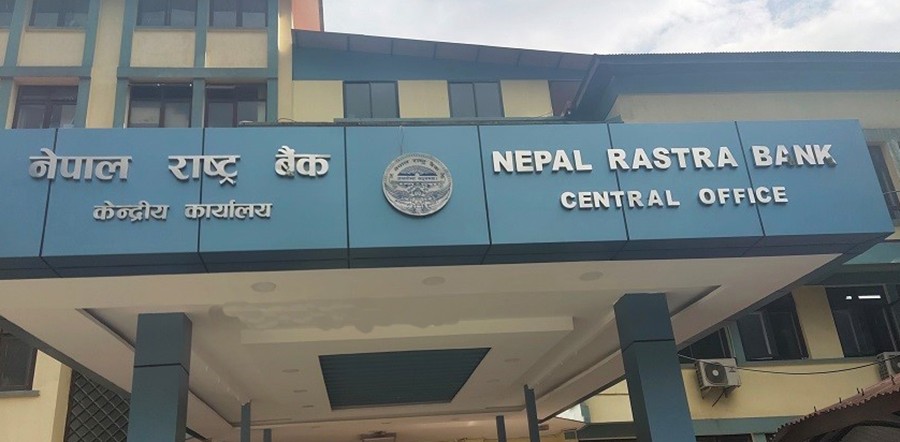 नेपाल राष्ट्र बैंक
केन्द्रीय कार्यालय
NEPAL RASTRA BANK
CENTRAL OFFICE